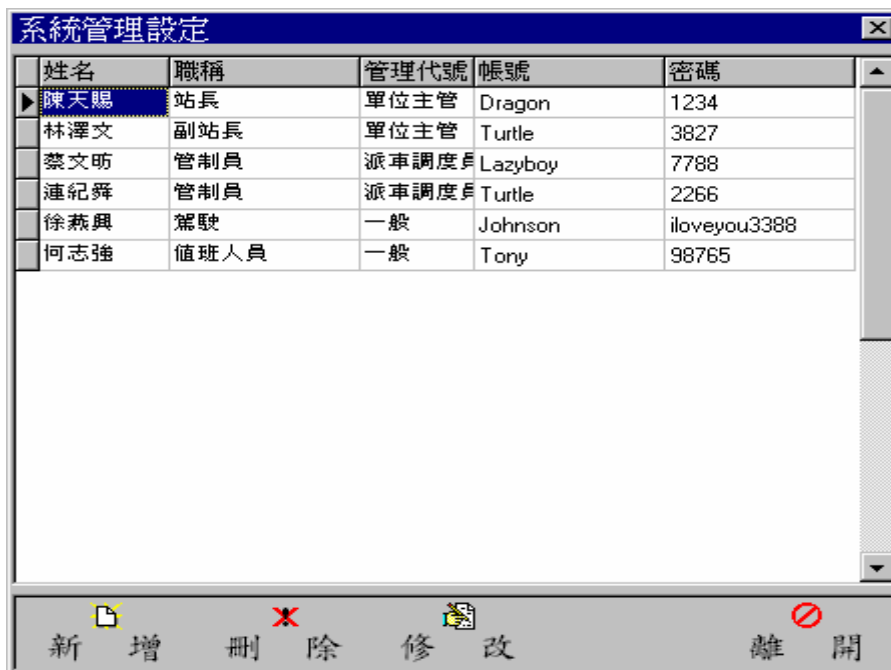 系統管理設定
姓名 職稱 管理代號 帳號 密碼
陳天賜 站長 單位主管 Dragon 1234
林澤文 副站長 單位主管 Turtle 3827
蔡文昉 管制員 派車調度員 Lazyboy 7788
連紀舜 管制員 派車調度員 Turtle 2266
徐燕興 駕駛 一般 Johnson iloveyou3388
何志強 值班人員 一般 Tony 98765
新增 刪除 修改 離開